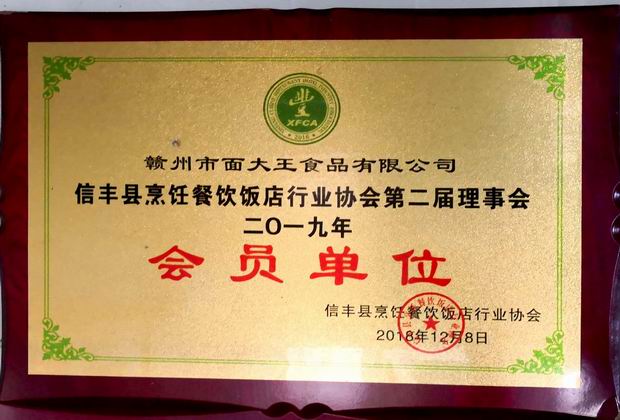 XFCA
2018
赣州市面大王食品有限公司
信丰县烹饪餐饮饭店行业协会第二届理事会
二〇一九年
会员单位
信丰县烹饪餐饮饭店行业协会
2018年12月8日